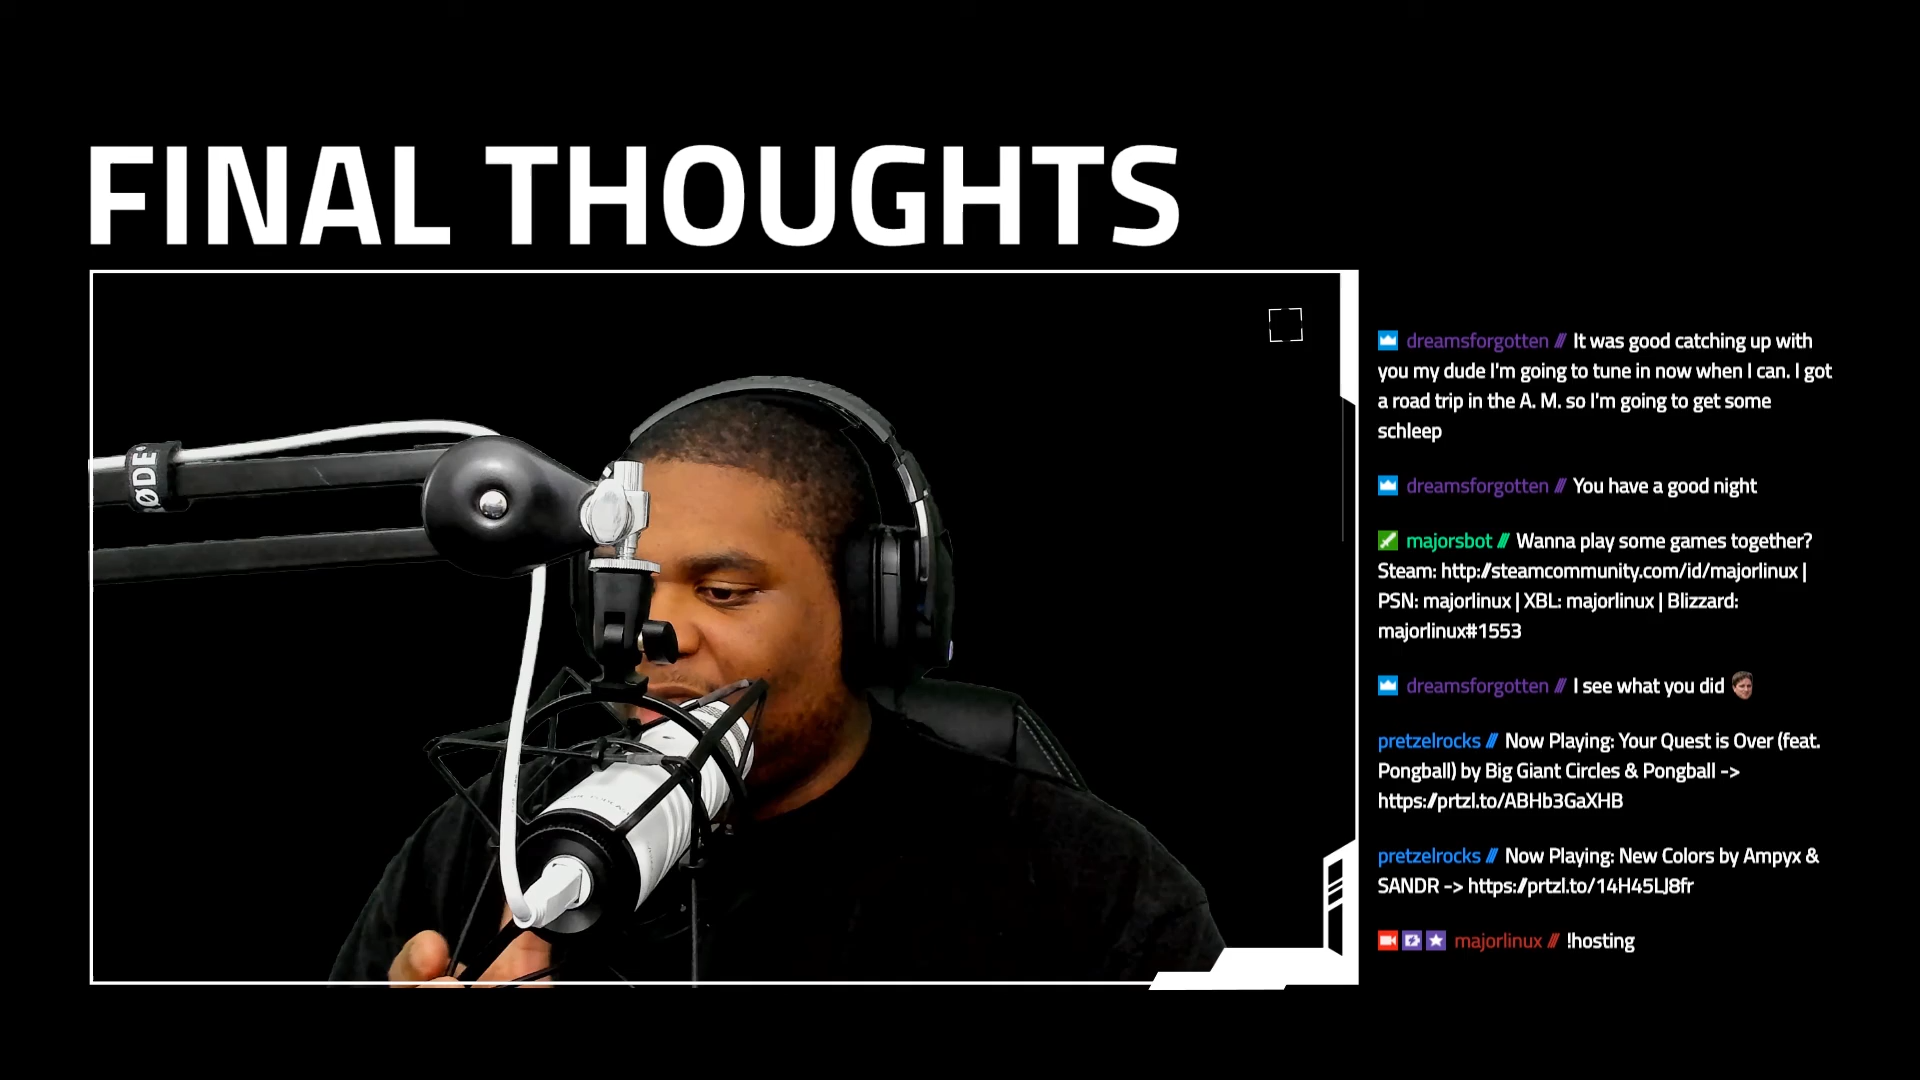 FINAL THOUGHTS
RØDE
dreamsforgotten /// It was good catching up with
you my dude I'm going to tune in now when I can. I got
a road trip in the A. M. so I'm going to get some
schleep
dreamsforgotten /// You have a good night
majorsbot /// Wanna play some games together?
Steam: http://steamcommunity.com/id/majorlinux |
PSN: majorlinux | XBL: majorlinux | Blizzard:
majorlinux#1553
dreamsforgotten /// I see what you did
pretzelrocks /// Now Playing: Your Quest is Over (feat.
Pongball) by Big Giant Circles & Pongball ->
https://prtzl.to/ABHb3GaXHB
pretzelrocks /// Now Playing: New Colors by Ampyx &
SANDR -> https://prtzl.to/14H45LJ8fr
majorlinux /// !hosting